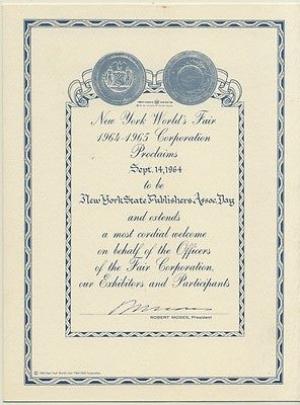 New York World's Fair
1964-1965 Corporation
Proclaims
Sept. 14, 1964
to be
New York State Publishers Assoc. Day
and extends
a most cordial welcome
on behalf of the Officers
of the Fair Corporation,
our Exhibitors and Participants
ROBERT MOSES, President